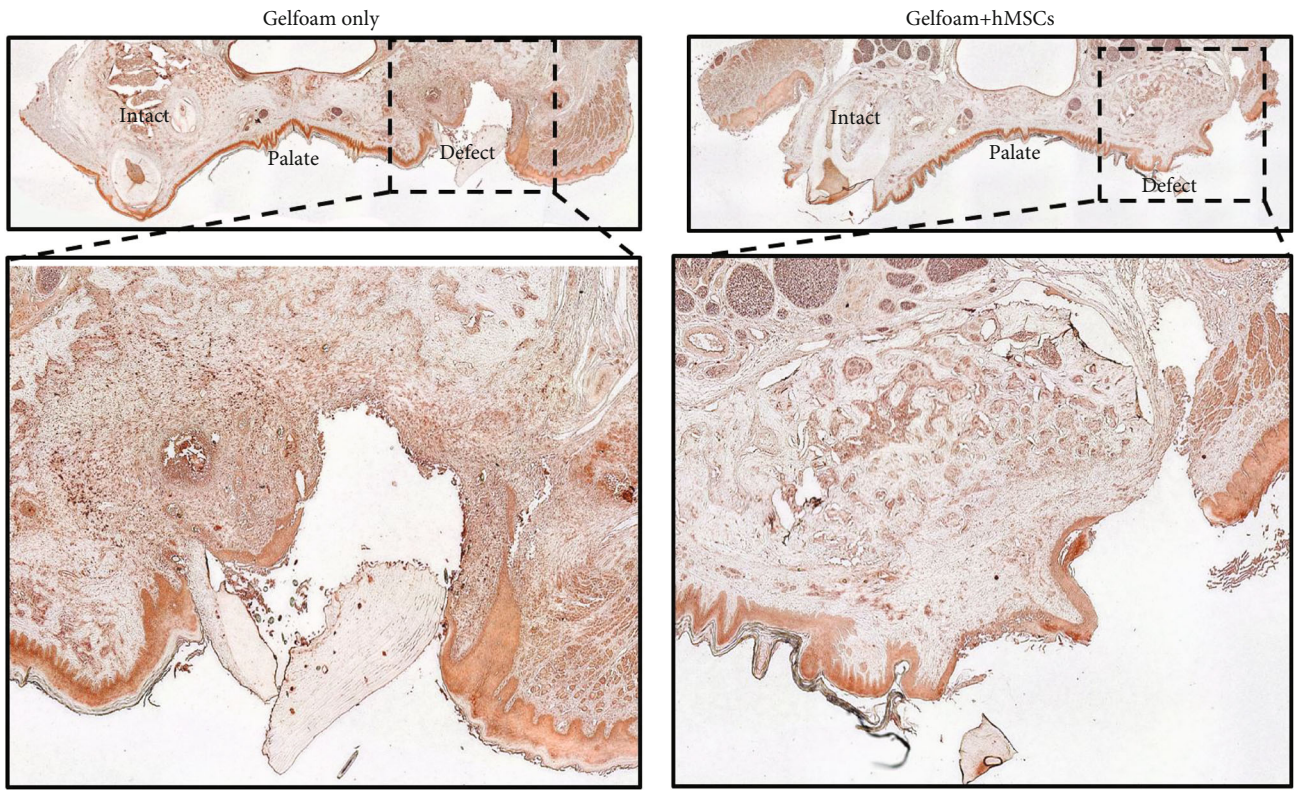 Gelfoam only
Gelfoam+hMSCs
Intact
Palate
Defect
Intact
Palate
Defect